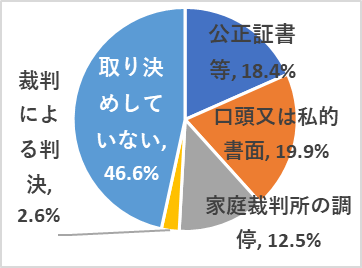 公正証書
等, 18.4%
口頭又は私的
書面, 19.9%
家庭裁判所の調
停, 12.5%
裁判
によ
る判
決,
2.6%
取り決
めして
いない,
46.6%